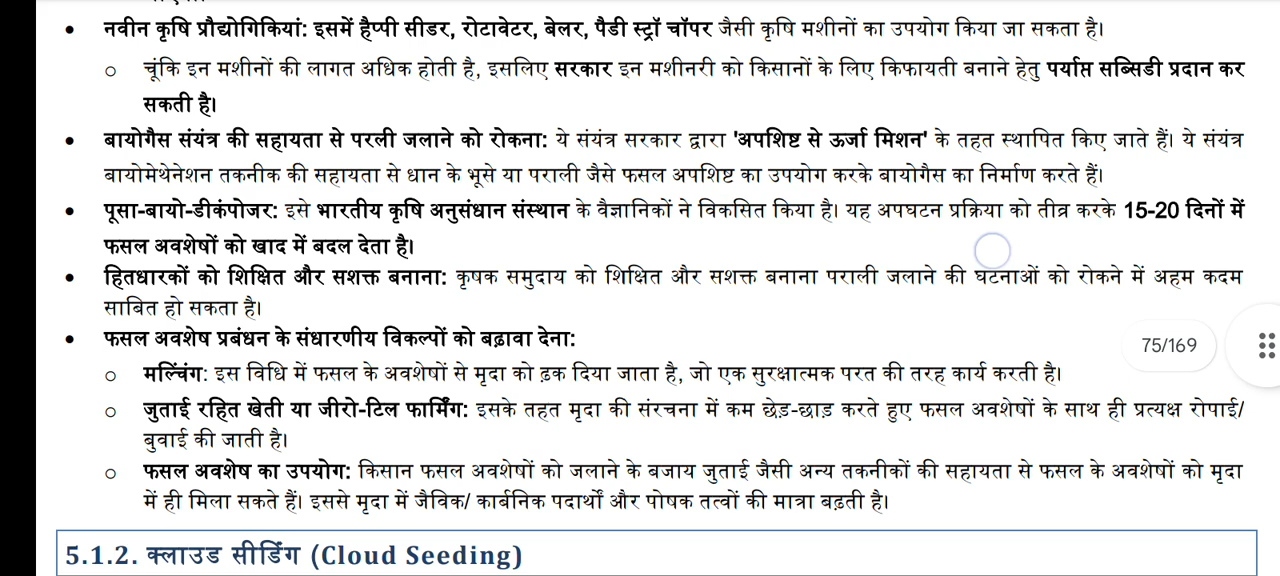 • नवीन कृषि प्रौद्योगिकियां: इसमें हैप्पी सीडर, रोटावेटर, बेलर, पैडी स्ट्रॉ चॉपर जैसी कृषि मशीनों का उपयोग किया जा सकता है।
o चूंकि इन मशीनों की लागत अधिक होती है, इसलिए सरकार इन मशीनरी को किसानों के लिए किफायती बनाने हेतु पर्याप्त सब्सिडी प्रदान कर
सकती है।
• बायोगैस संयंत्र की सहायता से परली जलाने को रोकना: ये संयंत्र सरकार द्वारा 'अपशिष्ट से ऊर्जा मिशन' के तहत स्थापित किए जाते हैं। ये संयंत्र
बायोमेथेनेशन तकनीक की सहायता से धान के भूसे या पराली जैसे फसल अपशिष्ट का उपयोग करके बायोगैस का निर्माण करते हैं।
• पूसा-बायो-डीकंपोजर: इसे भारतीय कृषि अनुसंधान संस्थान के वैज्ञानिकों ने विकसित किया है। यह अपघटन प्रक्रिया को तीव्र करके 15-20 दिनों में
फसल अवशेषों को खाद में बदल देता है।
• हितधारकों को शिक्षित और सशक्त बनाना: कृषक समुदाय को शिक्षित और सशक्त बनाना पराली जलाने की घटनाओं को रोकने में अहम कदम
साबित हो सकता है।
• फसल अवशेष प्रबंधन के संधारणीय विकल्पों को बढ़ावा देना:
75/169
o मल्चिंग: इस विधि में फसल के अवशेषों से मृदा को ढ़क दिया जाता है, जो एक सुरक्षात्मक परत की तरह कार्य करती है।
o जुताई रहित खेती या जीरो-टिल फार्मिंग: इसके तहत मृदा की संरचना में कम छेड़-छाड़ करते हुए फसल अवशेषों के साथ ही प्रत्यक्ष रोपाई/
बुवाई की जाती है।
o फसल अवशेष का उपयोग: किसान फसल अवशेषों को जलाने के बजाय जुताई जैसी अन्य तकनीकों की सहायता से फसल के अवशेषों को मृदा
में ही मिला सकते हैं। इससे मृदा में जैविक/ कार्बनिक पदार्थों और पोषक तत्वों की मात्रा बढ़ती है।
5.1.2. क्लाउड सीडिंग (Cloud Seeding)